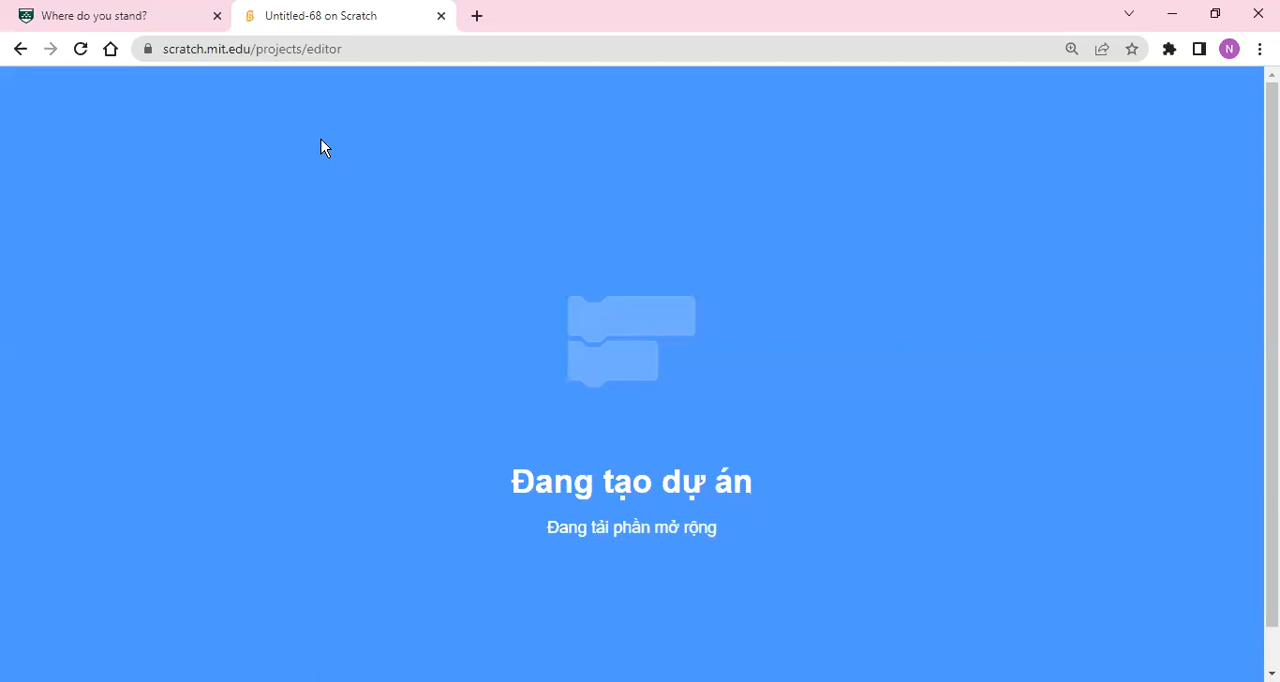 Where do you stand?
Untitled-68 on Scratch
scratch.mit.edu/projects/editor
N
Đang tạo dự án
Đang tải phần mở rộng